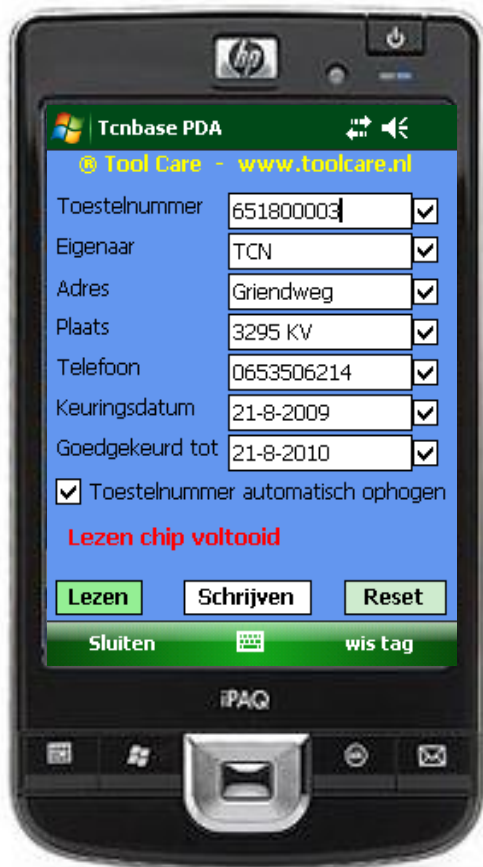 hp
Tcnbase PDA
® Tool Care - www.toolcare.nl
Toestelnummer 651800003
Eigenaar TCN
Adres Griendweg
Plaats 3295 KV
Telefoon 0653506214
Keuringsdatum 21-8-2009
Goedgekeurd tot 21-8-2010
Toestelnummer automatisch ophogen
Lezen chip voltooid
Lezen Schrijven Reset
Sluiten wis tag
iPAQ